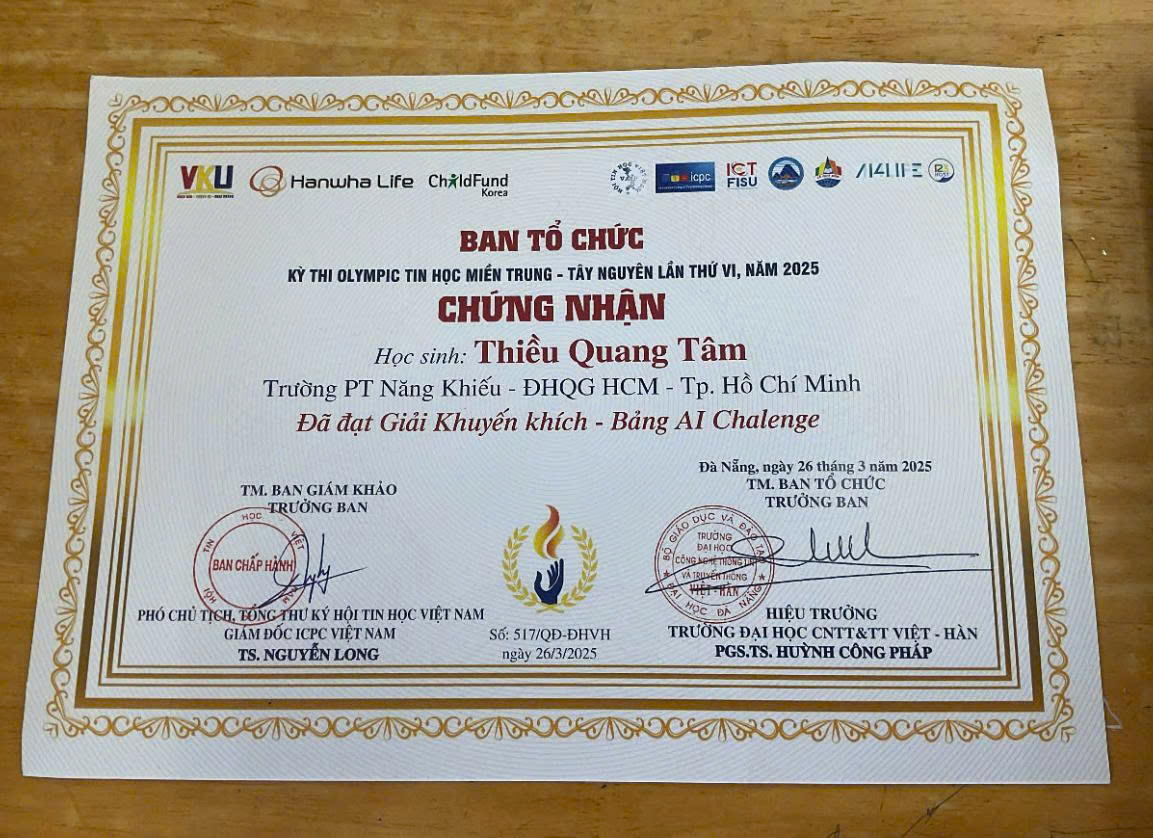 VKU
Hanwha Life
ChildFund
Korea
icpc
ICT
FISU
AI4LIFE
BAN TỔ CHỨC
KỲ THI OLYMPIC TIN HỌC MIỀN TRUNG - TÂY NGUYÊN LẦN THỨ VI, NĂM 2025
CHỨNG NHẬN
Học sinh: Thiều Quang Tâm
Trường PT Năng Khiếu - ĐHQG HCM - Tp. Hồ Chí Minh
Đã đạt Giải Khuyến khích - Bảng AI Chalenge
TM. BAN GIÁM KHẢO
TRƯỞNG BAN
HỘI TIN HỌC VIỆT NAM
BAN CHẤP HÀNH
PHÓ CHỦ TỊCH, TỔNG THƯ KÝ HỘI TIN HỌC VIỆT NAM
GIÁM ĐỐC ICPC VIỆT NAM
TS. NGUYỄN LONG
Số: 517/QĐ-ĐHVH
ngày 26/3/2025
Đà Nẵng, ngày 26 tháng 3 năm 2025
TM. BAN TỔ CHỨC
TRƯỞNG BAN
BỘ GIÁO DỤC VÀ ĐÀO TẠO
TRƯỜNG
ĐẠI HỌC
CÔNG NGHỆ THÔNG TIN
VÀ TRUYỀN THÔNG
VIỆT - HÀN
ĐẠI HỌC ĐÀ NẴNG
HIỆU TRƯỞNG
TRƯỜNG ĐẠI HỌC CNTT&TT VIỆT - HÀN
PGS.TS. HUỲNH CÔNG PHÁP